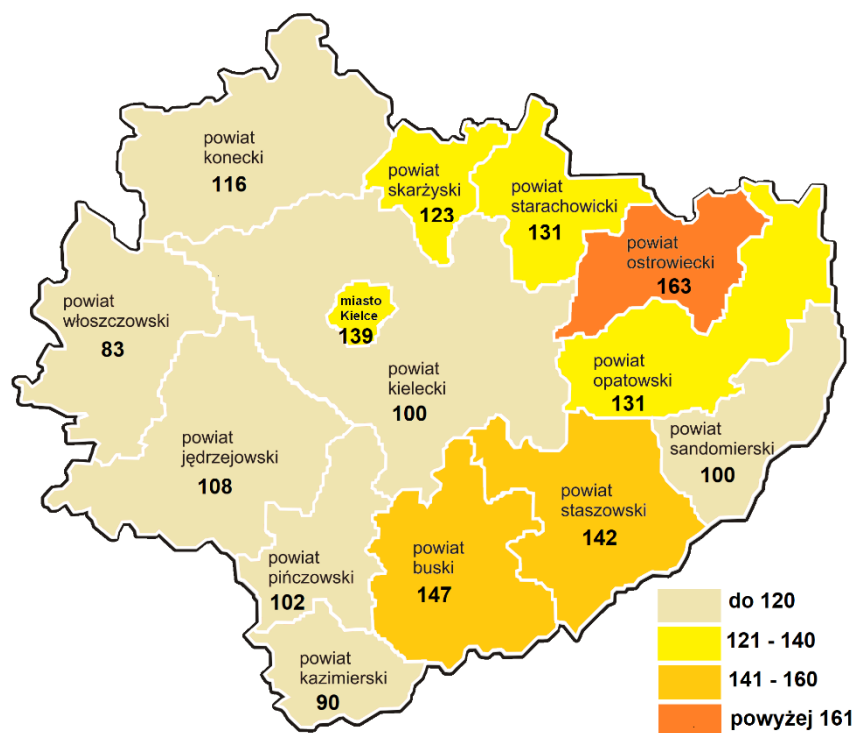 powiat
konecki
116
powiat
skarżyski
123
powiat
starachowicki
131
powiat
ostrowiecki
163
powiat
włoszczowski
83
miasto
Kielce
139
powiat
kielecki
100
powiat
opatowski
131
powiat
sandomierski
100
powiat
jędrzejowski
108
powiat
staszowski
142
powiat
pińczowski
102
powiat
buski
147
powiat
kazimierski
90
do 120
121 - 140
141 - 160
powyżej 161